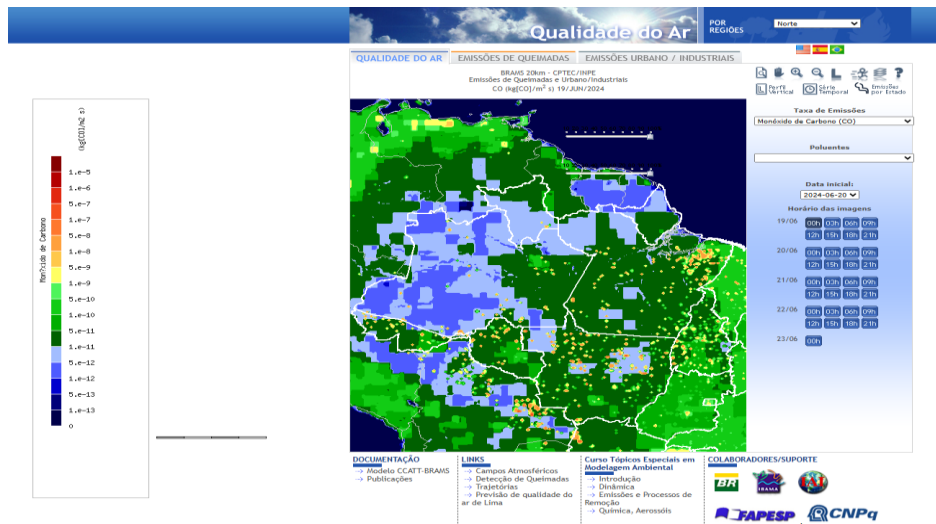 Qualidade do Ar
POR
REGIÕES
Norte
QUALIDADE DO AR
EMISSÕES DE QUEIMADAS
EMISSÕES URBANO / INDUSTRIAIS
BRAMS 20km - CPTEC/INPE
Emissões de Queimadas e Urbano/Industriais
CO (kg[CO]/m² s) 19/JUN/2024
Perfil
Vertical
Série
Temporal
Emissões
por Estado
Taxa de Emissões
Monóxido de Carbono (CO)
Poluentes
Data inicial:
2024-06-20
Horário das imagens
19/06 00h 03h 06h 09h
12h 15h 18h 21h
20/06 00h 03h 06h 09h
12h 15h 18h 21h
21/06 00h 03h 06h 09h
12h 15h 18h 21h
22/06 00h 03h 06h 09h
12h 15h 18h 21h
23/06 00h
(kg[CO]/m2 s)
Mon?xido de Carbono
1.e-5
1.e-6
5.e-7
1.e-7
5.e-8
1.e-8
5.e-9
1.e-9
5.e-10
1.e-10
5.e-11
1.e-11
5.e-12
1.e-12
5.e-13
1.e-13
0
DOCUMENTAÇÃO
Modelo CCATT-BRAMS
Publicações
LINKS
Campos Atmosféricos
Detecção de Queimadas
Trajetórias
Previsão de qualidade do
ar de Lima
Curso Tópicos Especiais em
Modelagem Ambiental
Introdução
Dinâmica
Emissões e Processos de
Remoção
Química, Aerossóis
COLABORADORES/SUPORTE
BR
IBAMA
IAI
FAPESP
CNPq